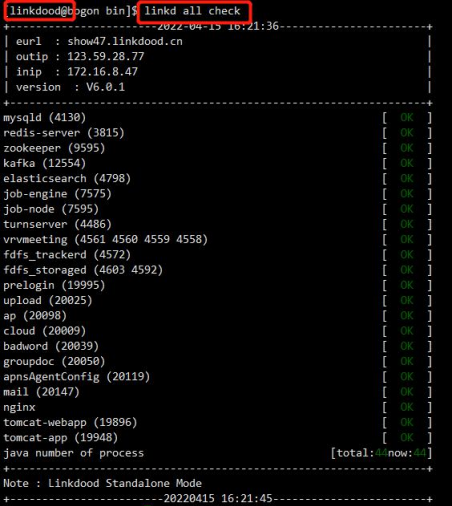 [linkdood@bogon bin]$ linkd all check
+------------------------2022-04-15 16:21:36------------------------+
| eurl : show47.linkdood.cn |
| outip : 123.59.28.77 |
| inip : 172.16.8.47 |
| version : V6.0.1 |
+-------------------------------------------------------------------+
mysqld (4130) [ OK ]
redis-server (3815) [ OK ]
zookeeper (9595) [ OK ]
kafka (12554) [ OK ]
elasticsearch (4798) [ OK ]
job-engine (7575) [ OK ]
job-node (7595) [ OK ]
turnserver (4486) [ OK ]
vrvmeeting (4561 4560 4559 4558) [ OK ]
fdfs_trackerd (4572) [ OK ]
fdfs_storaged (4603 4592) [ OK ]
prelogin (19995) [ OK ]
upload (20025) [ OK ]
ap (20098) [ OK ]
cloud (20009) [ OK ]
badword (20039) [ OK ]
groupdoc (20050) [ OK ]
apnsAgentConfig (20119) [ OK ]
mail (20147) [ OK ]
nginx [ OK ]
tomcat-webapp (19896) [ OK ]
tomcat-app (19948) [ OK ]
java number of process [total:44now:44]
+-------------------------------------------------------------------+
Note : Linkdood Standalone Mode
+------------------------20220415 16:21:45------------------------+